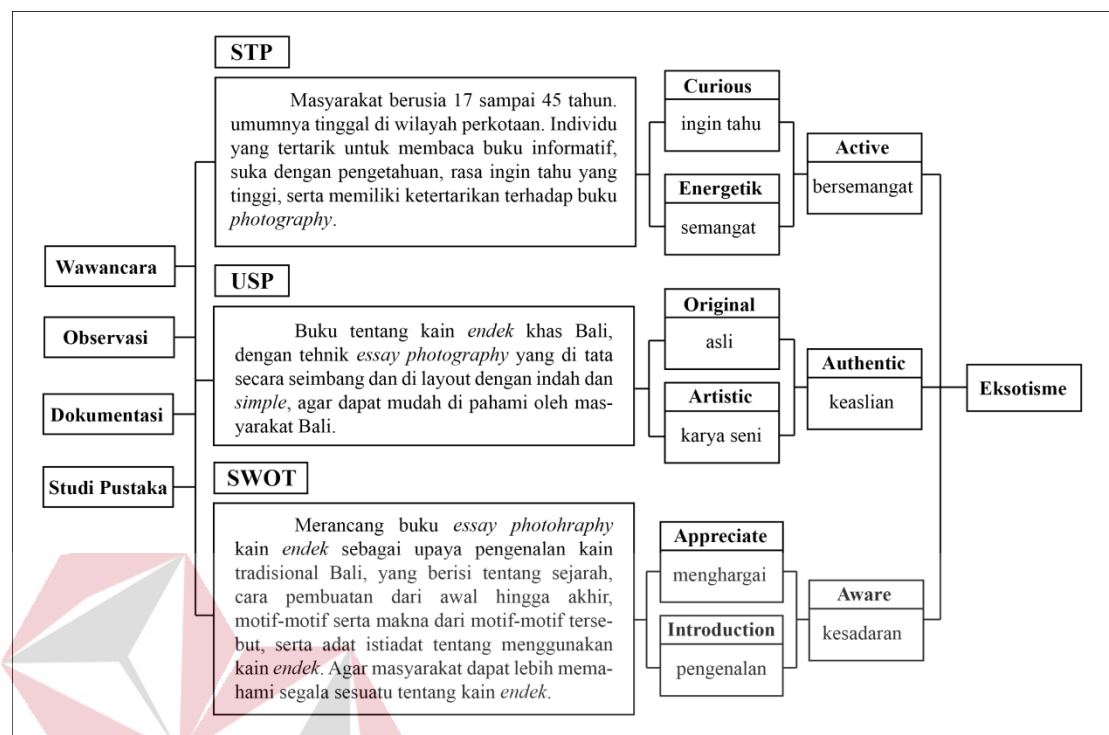 Wawancara
Observasi
Dokumentasi
Studi Pustaka
STP
Masyarakat berusia 17 sampai 45 tahun.
umumnya tinggal di wilayah perkotaan. Individu
yang tertarik untuk membaca buku informatif,
suka dengan pengetahuan, rasa ingin tahu yang
tinggi, serta memiliki ketertarikan terhadap buku
photography.
USP
Buku tentang kain endek khas Bali,
dengan tehnik essay photography yang di tata
secara seimbang dan di layout dengan indah dan
simple, agar dapat mudah di pahami oleh mas-
yarakat Bali.
SWOT
Merancang buku essay photohraphy
kain endek sebagai upaya pengenalan kain
tradisional Bali, yang berisi tentang sejarah,
cara pembuatan dari awal hingga akhir,
motif-motif serta makna dari motif-motif terse-
but, serta adat istiadat tentang menggunakan
kain endek. Agar masyarakat dapat lebih mema-
hami segala sesuatu tentang kain endek.
Curious
ingin tahu
Energetik
semangat
Original
asli
Artistic
karya seni
Appreciate
menghargai
Introduction
pengenalan
Active
bersemangat
Authentic
keaslian
Aware
kesadaran
Eksotisme